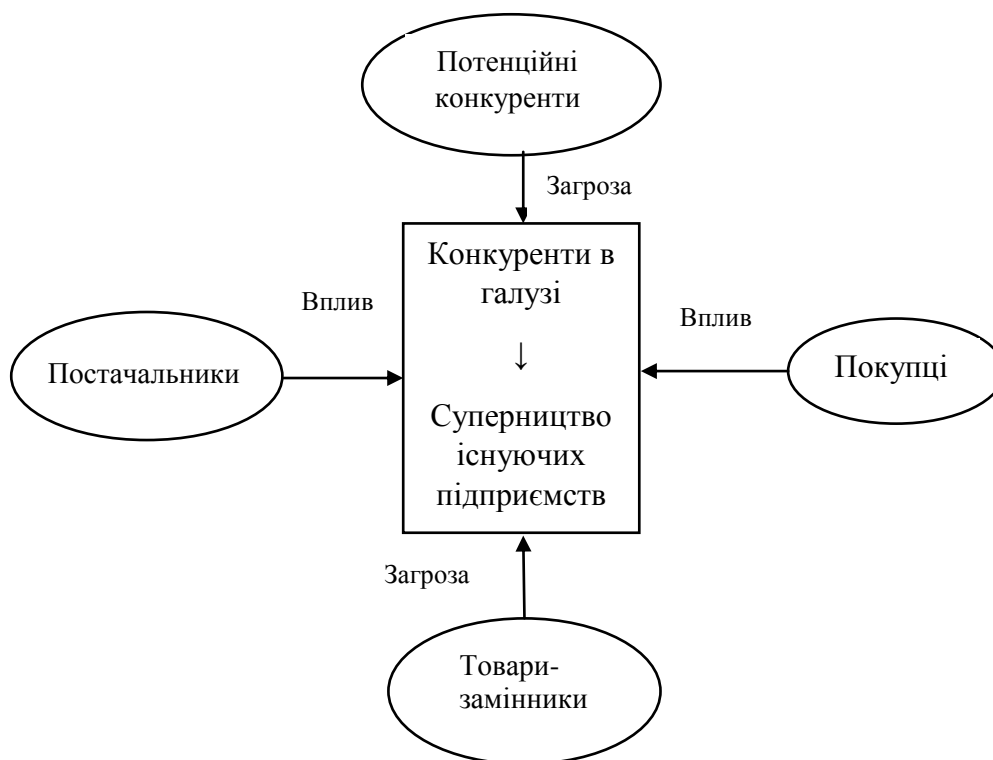 Потенційні
конкуренти
Загроза
Конкуренти в
галузі
↓
Суперництво
існуючих
підприємств
Вплив
Постачальники
Вплив
Покупці
Загроза
Товари-
замінники